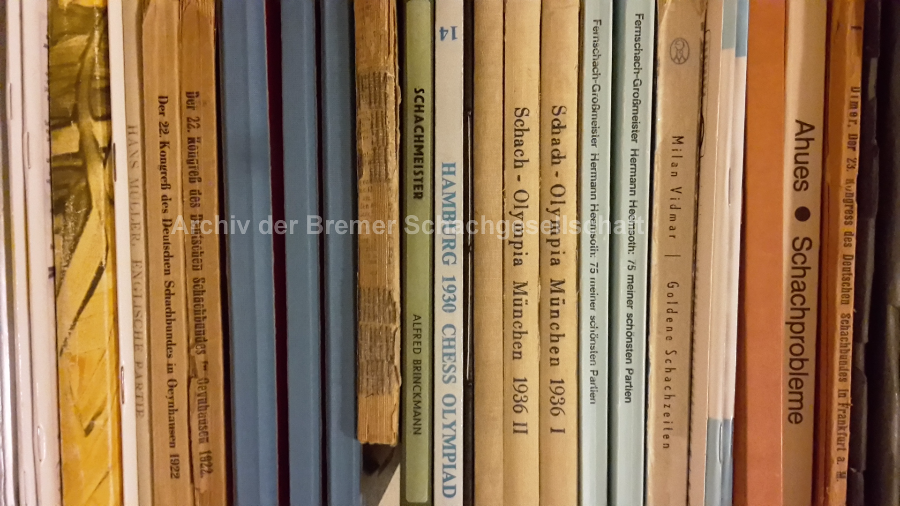 HANS MÜLLER, ENGLISCHE PARTIE
Der 22. Kongreß des Deutschen Schachbundes in Oeynhausen 1922
Der 22. Kongreß des Deutschen Schachbundes Oeynhausen 1922.
SCHACHMEISTER ALFRED BRINCKMANN
14 HAMBURG 1930 CHESS OLYMPIAD
Schach - Olympia München 1936 II
Schach - Olympia München 1936 I
Fernschach-Großmeister Hermann Heemsoth: 75 meiner schönsten Partien
Fernschach-Großmeister Hermann Heemsoth: 75 meiner schönsten Partien
Milan Vidmar | Goldene Schachzeiten
Ahues ● Schachprobleme
Der 23. Kongress des Deutschen Schachbundes in Frankfurt a. M.
Archiv der Bremer Schachgesellschaft